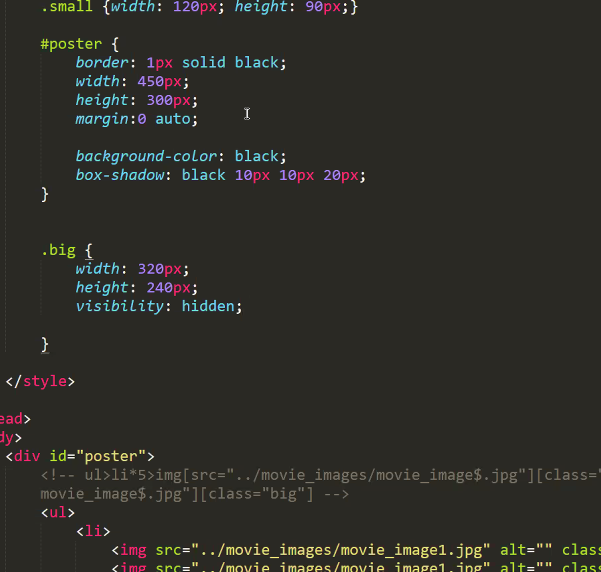 .small {width: 120px; height: 90px;}
#poster {
border: 1px solid black;
width: 450px;
height: 300px;
margin:0 auto;
background-color: black;
box-shadow: black 10px 10px 20px;
}
.big {
width: 320px;
height: 240px;
visibility: hidden;
}
</style>
ead>
dy>
<div id="poster">
<!-- ul>li*5>img[src="../movie_images/movie_image$.jpg"][class="
movie_image$.jpg"][class="big"] -->
<ul>
<li>
<img src="../movie_images/movie_image1.jpg" alt="" class
<img src="../movie_images/movie_image1.jpg" alt="" class